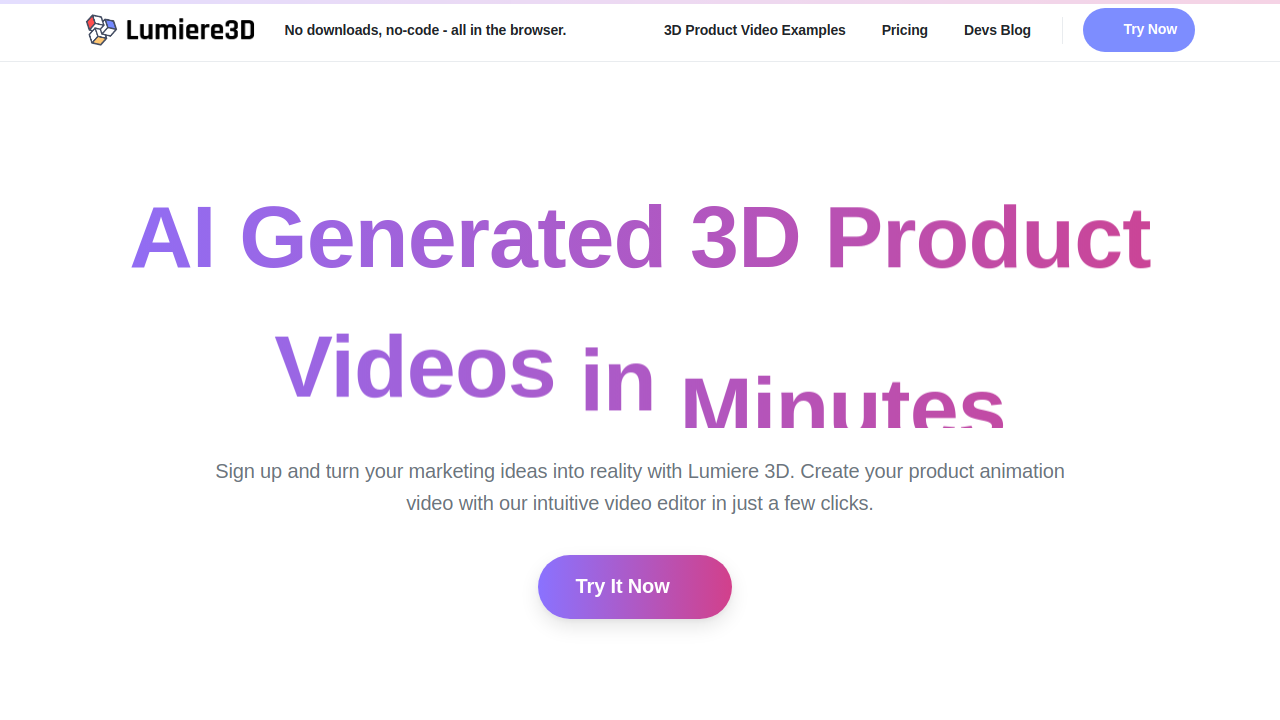 Lumiere3D
No downloads, no-code - all in the browser.
3D Product Video Examples
Pricing
Devs Blog
Try Now
AI Generated 3D Product
Videos in Minutes
Sign up and turn your marketing ideas into reality with Lumiere 3D. Create your product animation
video with our intuitive video editor in just a few clicks.
Try It Now